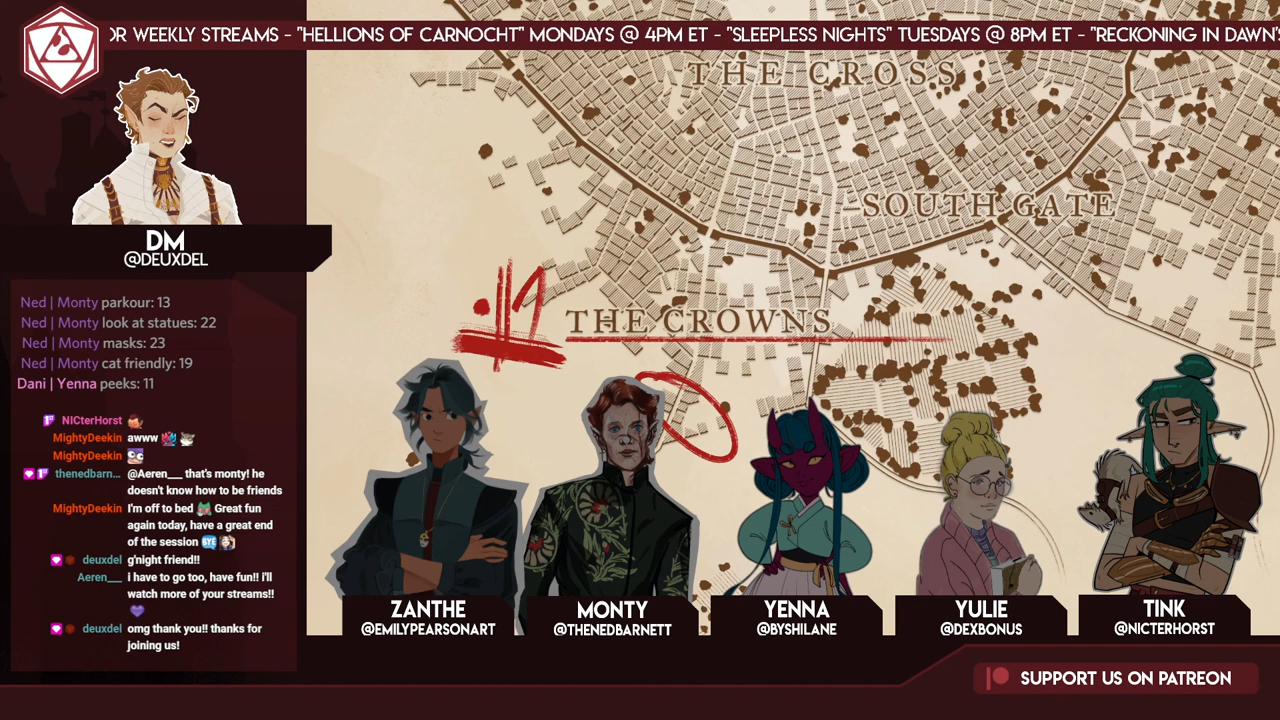 OR WEEKLY STREAMS - "HELLIONS OF CARNOCHT" MONDAYS @ 4PM ET - "SLEEPLESS NIGHTS" TUESDAYS @ 8PM ET - "RECKONING IN DAWN'S
THE CROSS
SOUTH GATE
THE CROWNS
DM
@DEUXDEL
Ned | Monty parkour: 13
Ned | Monty look at statues: 22
Ned | Monty masks: 23
Ned | Monty cat friendly: 19
Dani | Yenna peeks: 11
NICterHorst
MightyDeekin awww
MightyDeekin
thenedbarn... @Aeren___ that's monty! he
doesn't know how to be friends
MightyDeekin I'm off to bed Great fun
again today, have a great end
of the session BYE
deuxdel g'night friend!!
Aeren___ i have to go too, have fun!! i'll
watch more of your streams!!
deuxdel omg thank you!! thanks for
joining us!
ZANTHE
@EMILYPEARSONART
MONTY
@THENEDBARNETT
YENNA
@BYSHILANE
YULIE
@DEXBONUS
TINK
@NICTERHORST
SUPPORT US ON PATREON